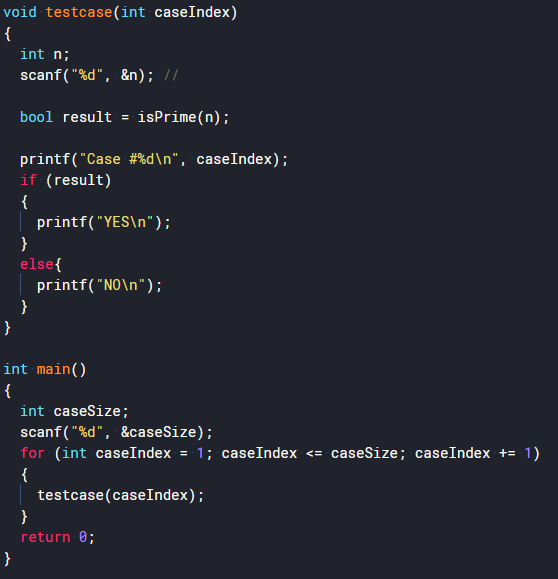 void testcase(int caseIndex)
{
  int n;
  scanf("%d", &n); //

  bool result = isPrime(n);

  printf("Case #%d\n", caseIndex);
  if (result)
  {
    printf("YES\n");
  }
  else{
    printf("NO\n");
  }
}

int main()
{
  int caseSize;
  scanf("%d", &caseSize);
  for (int caseIndex = 1; caseIndex <= caseSize; caseIndex += 1)
  {
    testcase(caseIndex);
  }
  return 0;
}